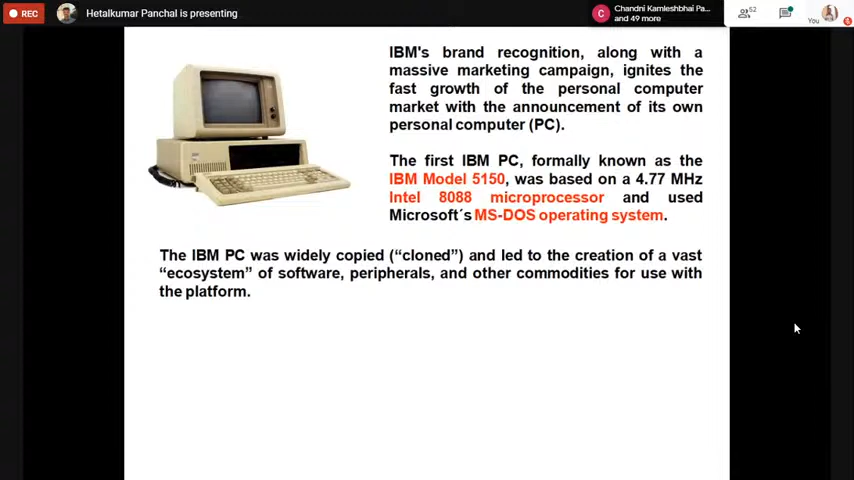 REC
Hetalkumar Panchal is presenting
C
Chandni Kamleshbhai Pa...
and 49 more
52
You
IBM's brand recognition, along with a
massive marketing campaign, ignites the
fast growth of the personal computer
market with the announcement of its own
personal computer (PC).
The first IBM PC, formally known as the
IBM Model 5150, was based on a 4.77 MHz
Intel 8088 microprocessor and used
Microsoft´s MS-DOS operating system.
The IBM PC was widely copied (“cloned”) and led to the creation of a vast
“ecosystem” of software, peripherals, and other commodities for use with
the platform.